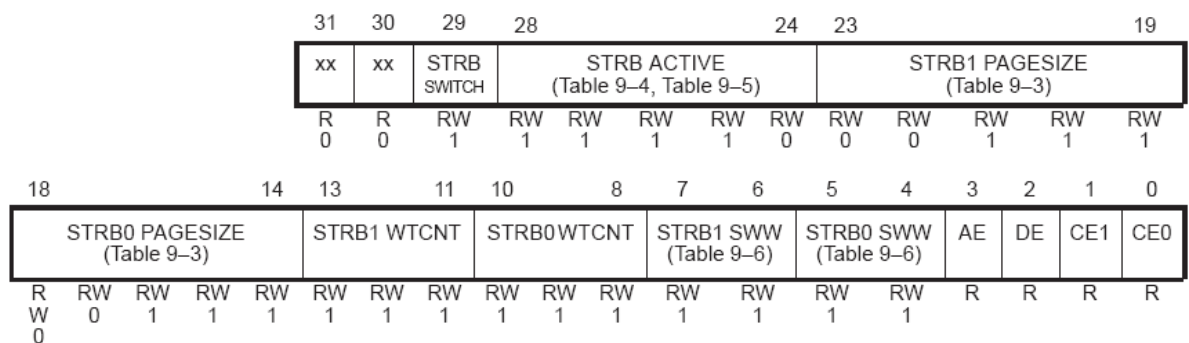 31 30 29 28 24 23 19
xx xx STRB SWITCH STRB ACTIVE (Table 9–4, Table 9–5) STRB1 PAGESIZE (Table 9–3)
R R RW RW RW RW RW RW RW RW RW RW RW
0 0 1 1 1 1 1 0 0 0 1 1 1
18 14 13 11 10 8 7 6 5 4 3 2 1 0
STRB0 PAGESIZE (Table 9–3) STRB1 WTCNT STRB0WTCNT STRB1 SWW (Table 9–6) STRB0 SWW (Table 9–6) AE DE CE1 CE0
R W RW RW RW RW RW RW RW RW RW RW RW RW RW RW R R R R
0 0 1 1 1 1 1 1 1 1 1 1 1 1 1